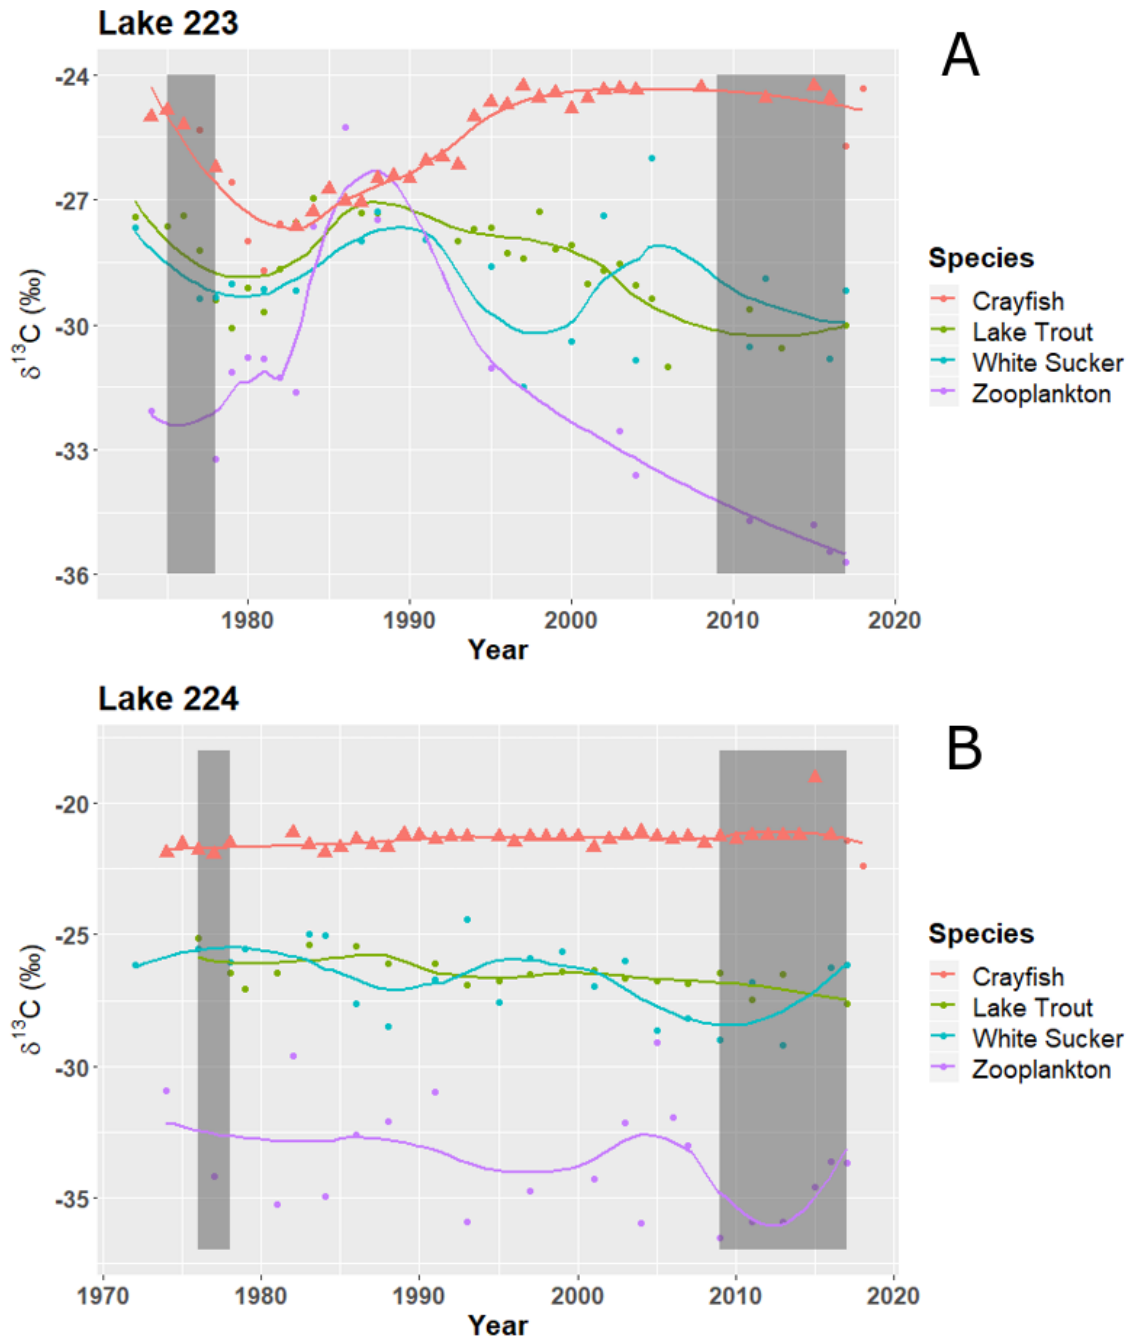 Lake 223
A
-24
-27
-30
-33
-36
δ13C (‰)
1980 1990 2000 2010 2020
Year
Species
Crayfish
Lake Trout
White Sucker
Zooplankton
Lake 224
B
-20
-25
-30
-35
δ13C (‰)
1970 1980 1990 2000 2010 2020
Year
Species
Crayfish
Lake Trout
White Sucker
Zooplankton